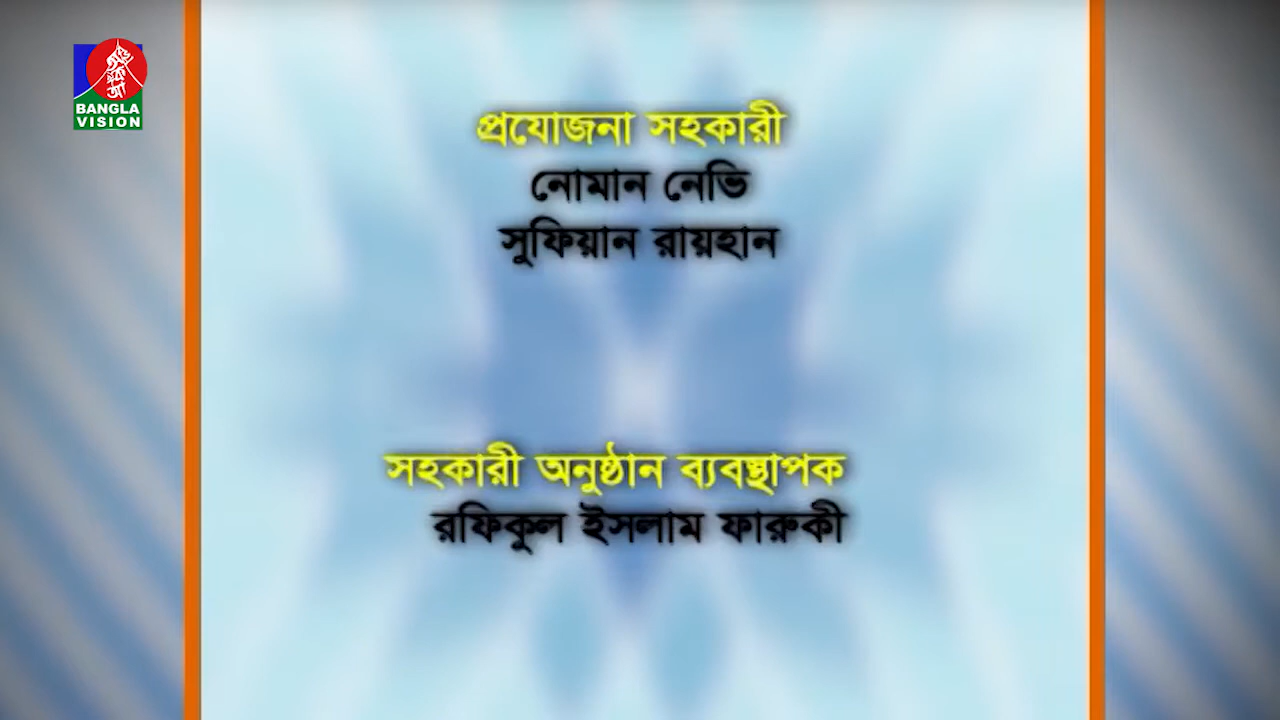 BANGLA
VISION
প্রযোজনা সহকারী
নোমান নেভি
সুফিয়ান রায়হান
সহকারী অনুষ্ঠান ব্যবস্থাপক
রফিকুল ইসলাম ফারুকী